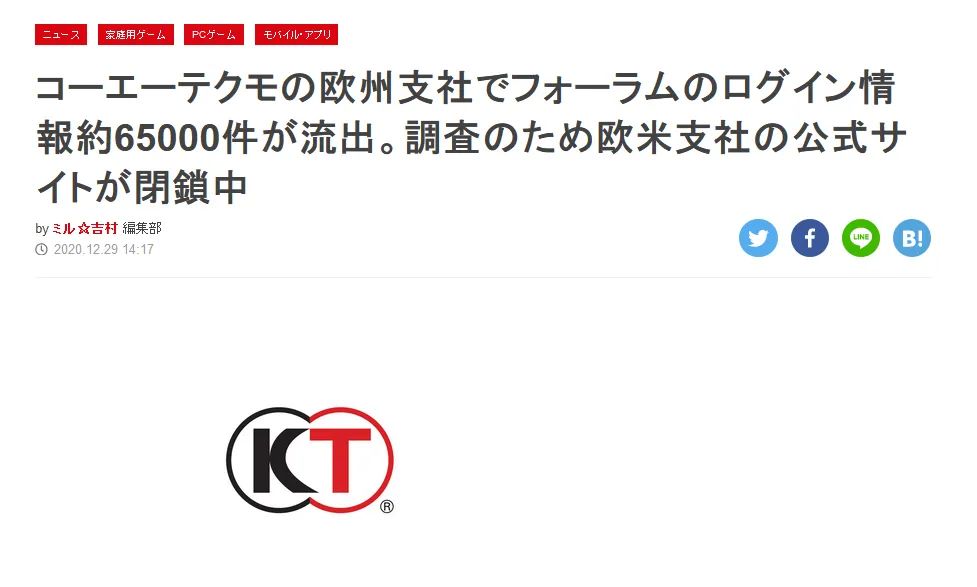 ニュース 家庭用ゲーム PCゲーム モバイル・アプリ
コーエーテクモの欧州支社でフォーラムのログイン情
報約65000件が流出。調査のため欧米支社の公式サ
イトが閉鎖中
by ミル☆吉村 編集部
2020.12.29 14:17
LINE B!
KT®